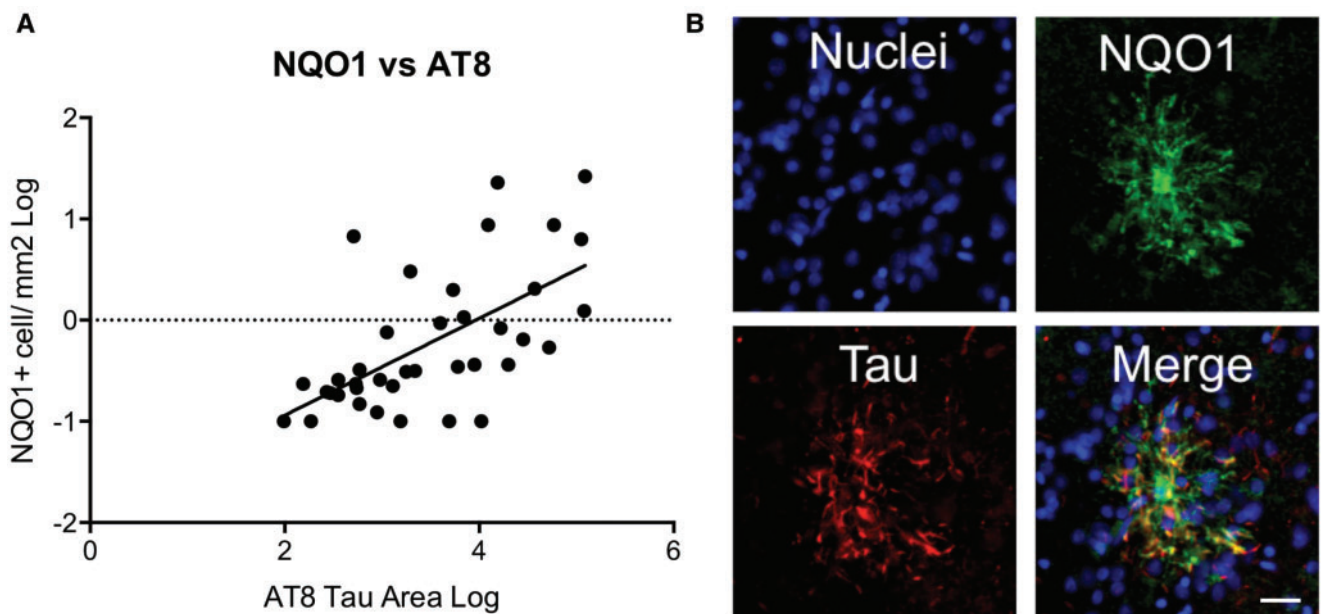 A
NQO1 vs AT8
2
1
0
-1
-2
NQO1+ cell/ mm2 Log
0 2 4 6
AT8 Tau Area Log
B
Nuclei
NQO1
Tau
Merge